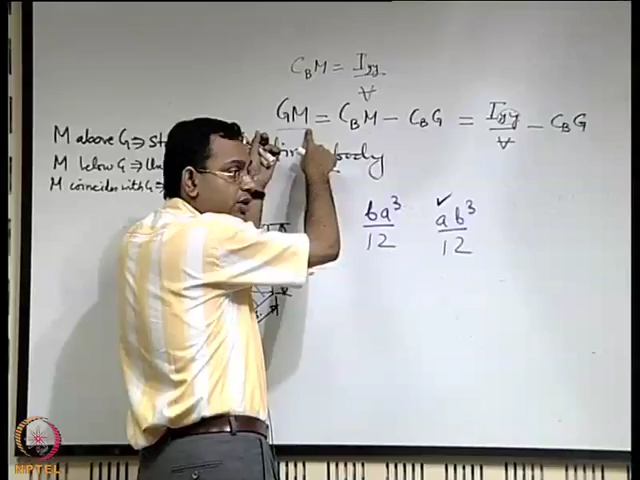 C_B M = I_yy / ∀
GM = C_B M − C_B G = I_yy / ∀ − C_B G
M above G ⇒ st
M below G ⇒ Un
M coincides with G ⇒
body
ba³ / 12 ✓ ab³ / 12
NPTEL